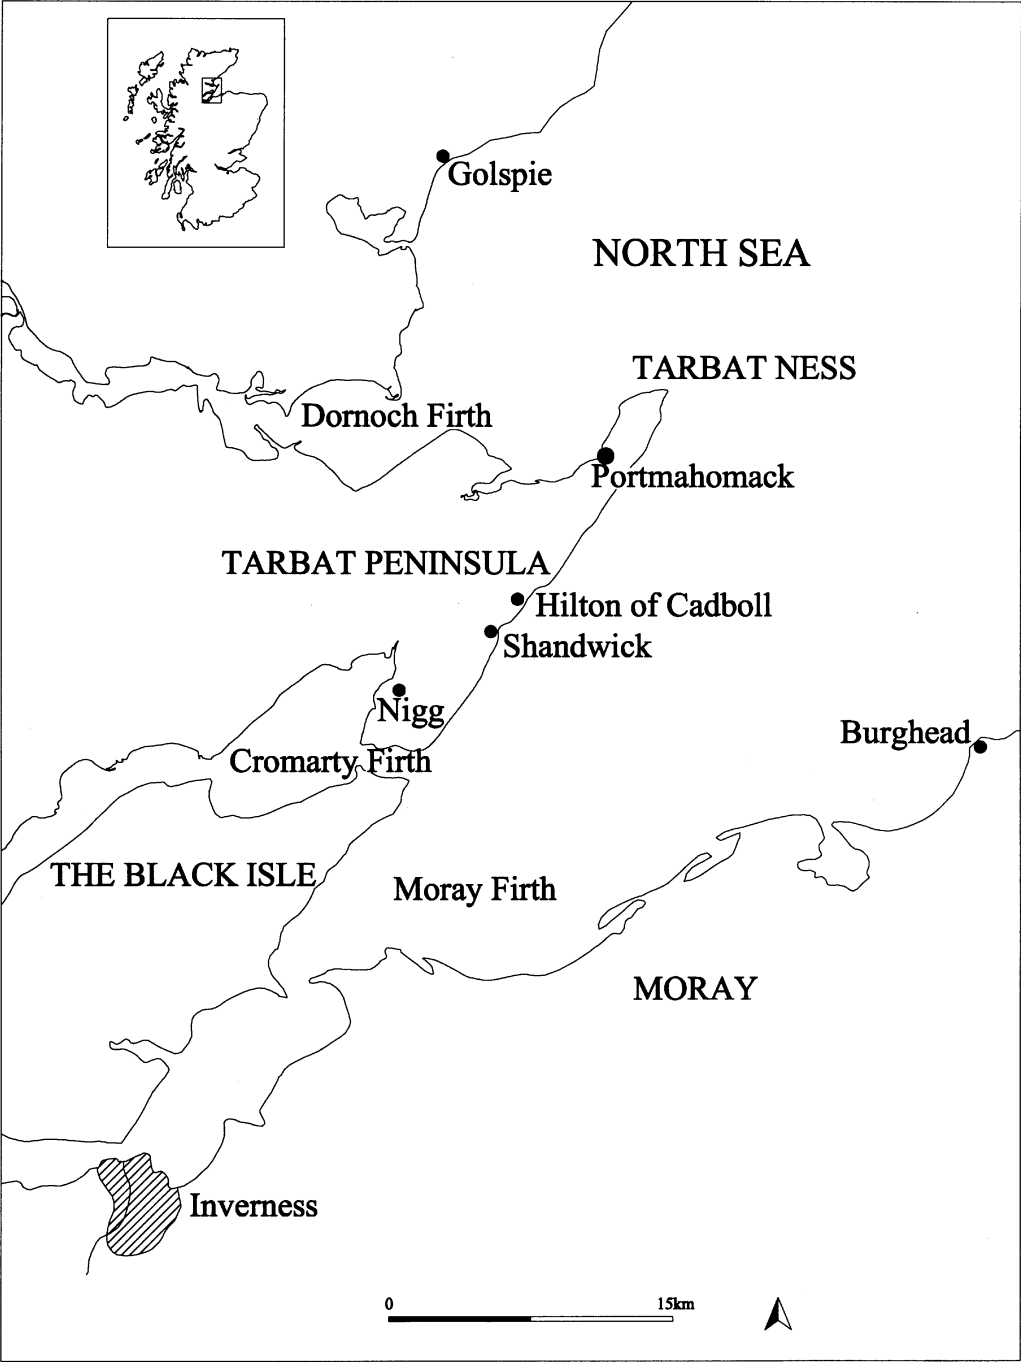 Golspie
NORTH SEA
TARBAT NESS
Dornoch Firth
Portmahomack
TARBAT PENINSULA
Hilton of Cadboll
Shandwick
Nigg
Burghead
Cromarty Firth
THE BLACK ISLE
Moray Firth
MORAY
Inverness
0 15km